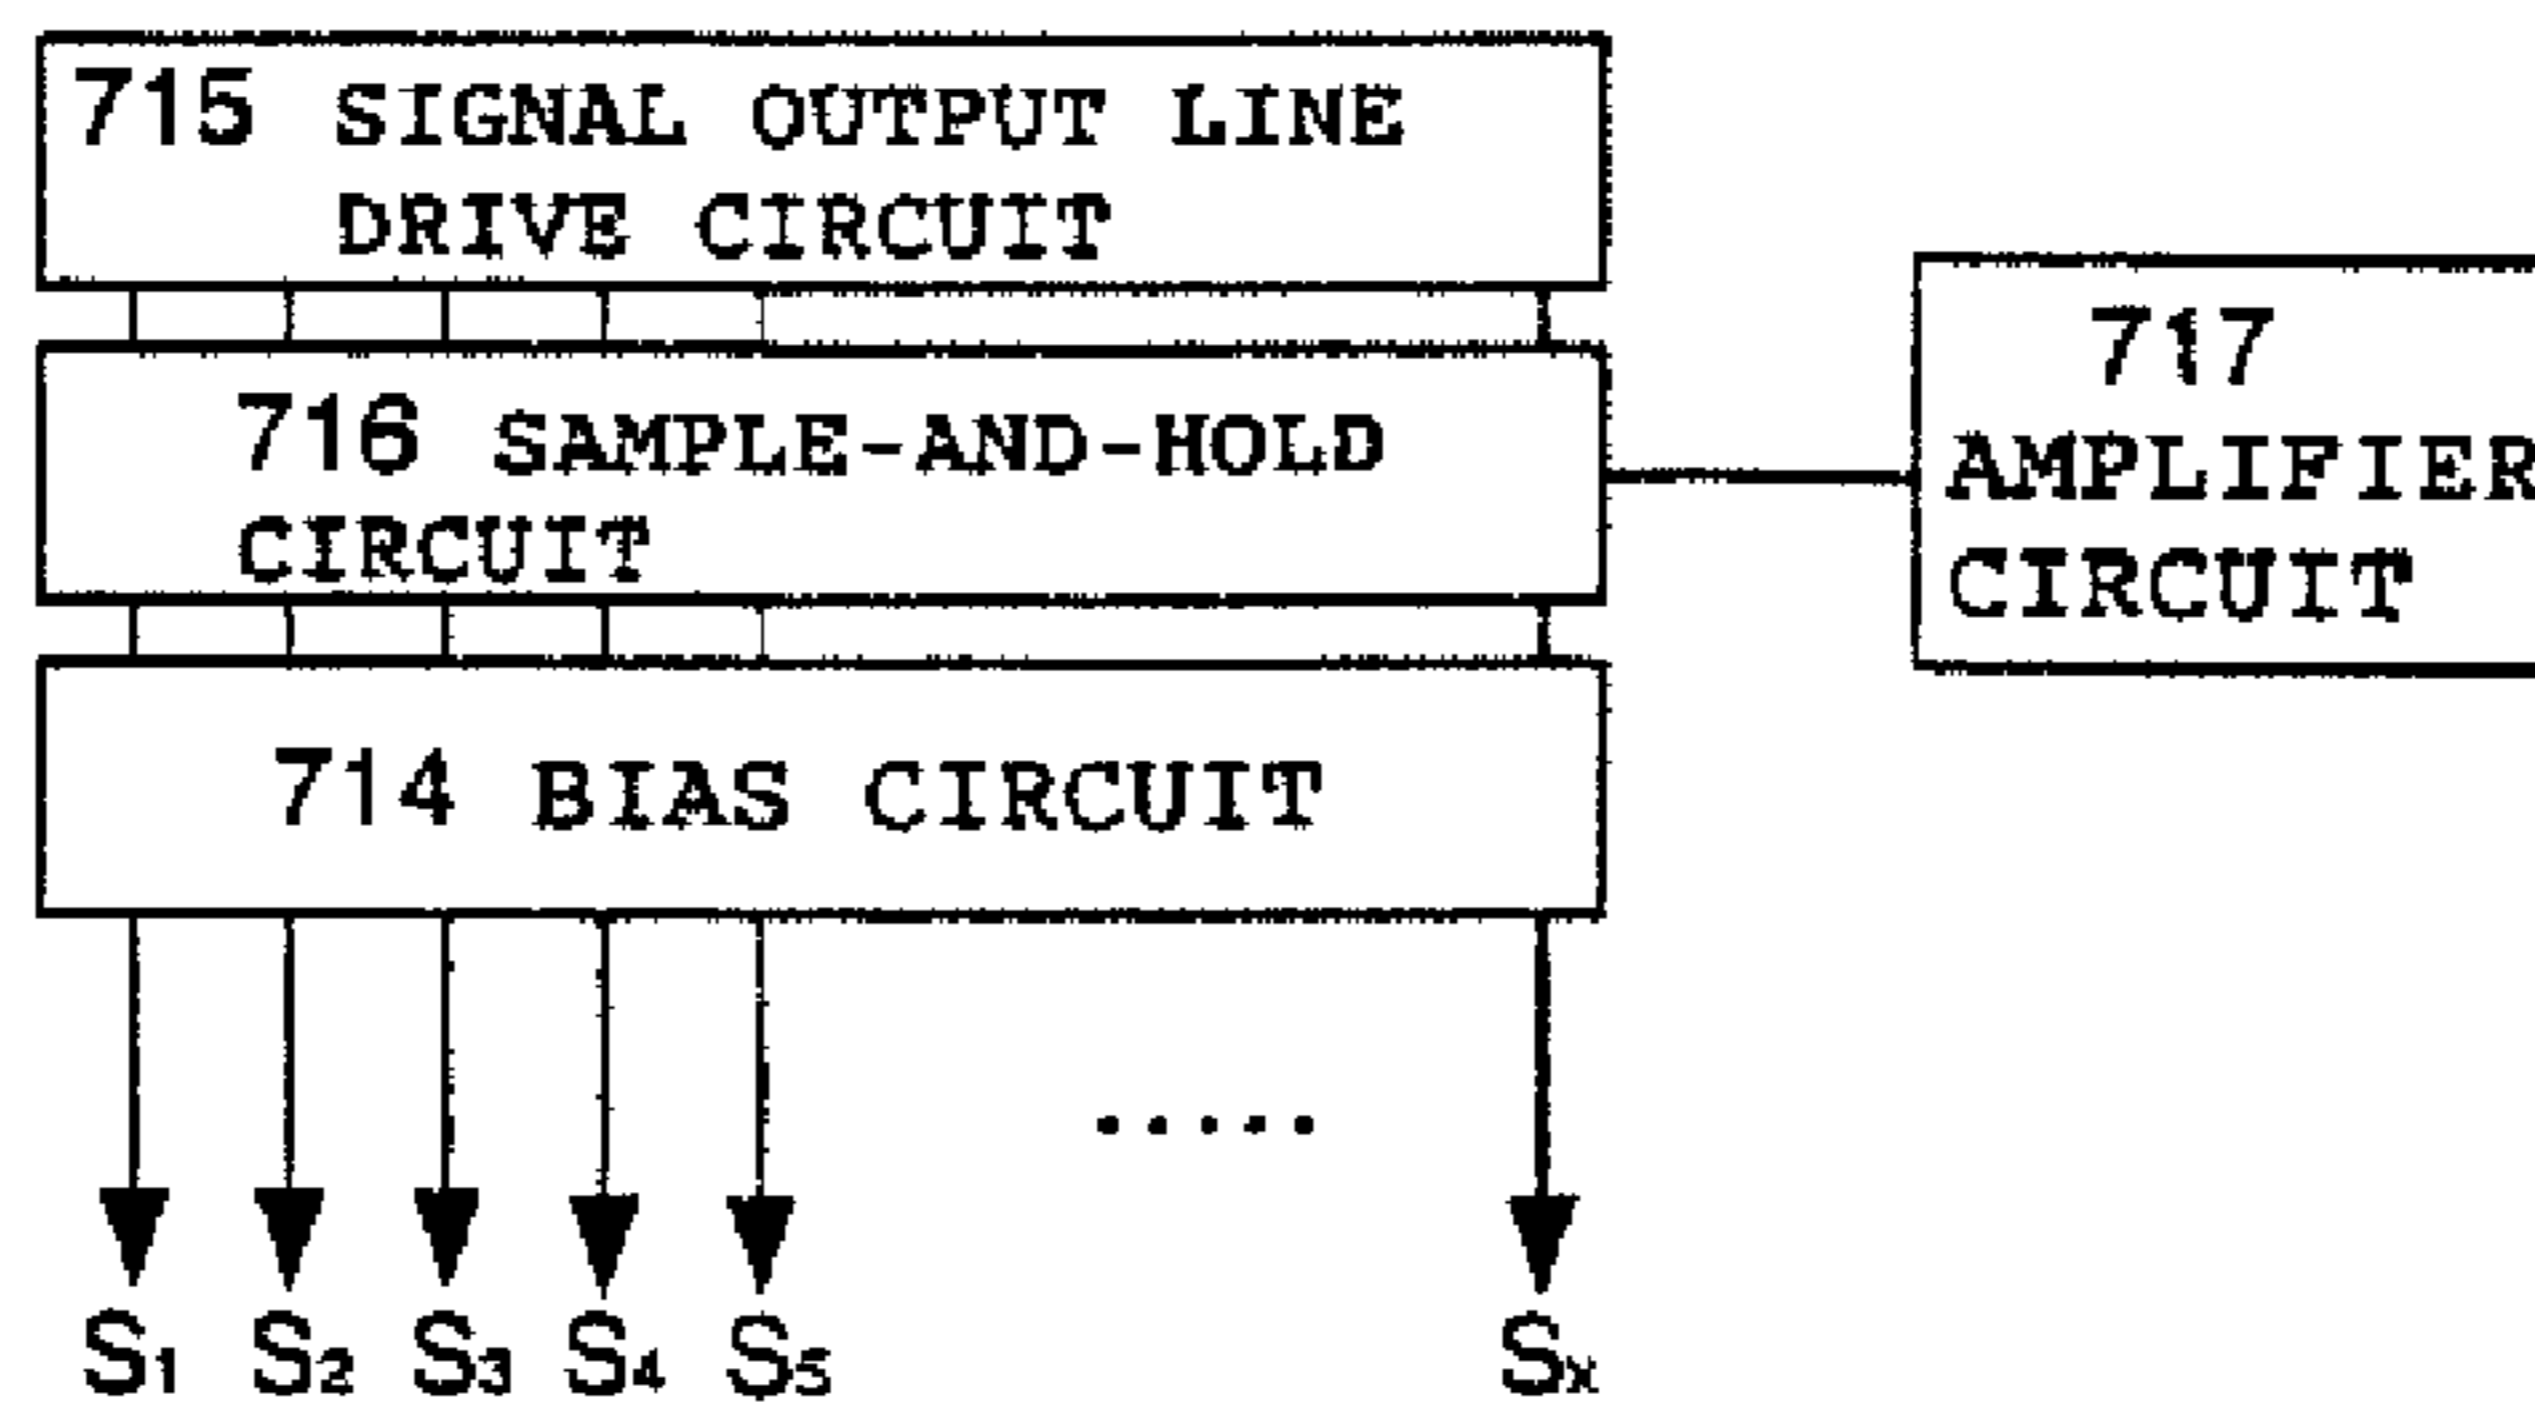 715 SIGNAL OUTPUT LINE
DRIVE CIRCUIT
716 SAMPLE-AND-HOLD
CIRCUIT
717
AMPLIFIER
CIRCUIT
714 BIAS CIRCUIT
.....
S1 S2 S3 S4 S5 Sx